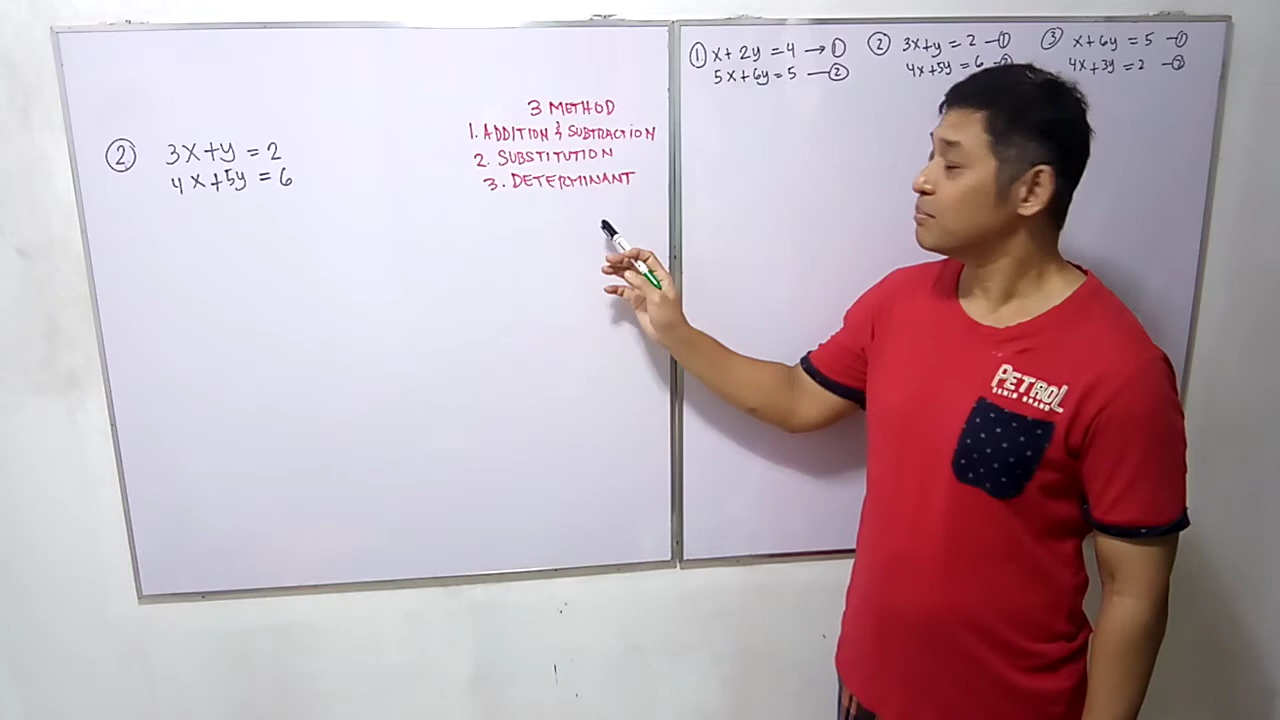 ② 3x+y = 2
4x+5y = 6
3 METHOD
1. ADDITION & SUBTRACTION
2. SUBSTITUTION
3. DETERMINANT
① x + 2y = 4 → ①
5x + 6y = 5 — ②
② 3x+y = 2 — ①
4x+5y = 6
③ x + 6y = 5 — ①
4x + 3y = 2 — ②
PETROL